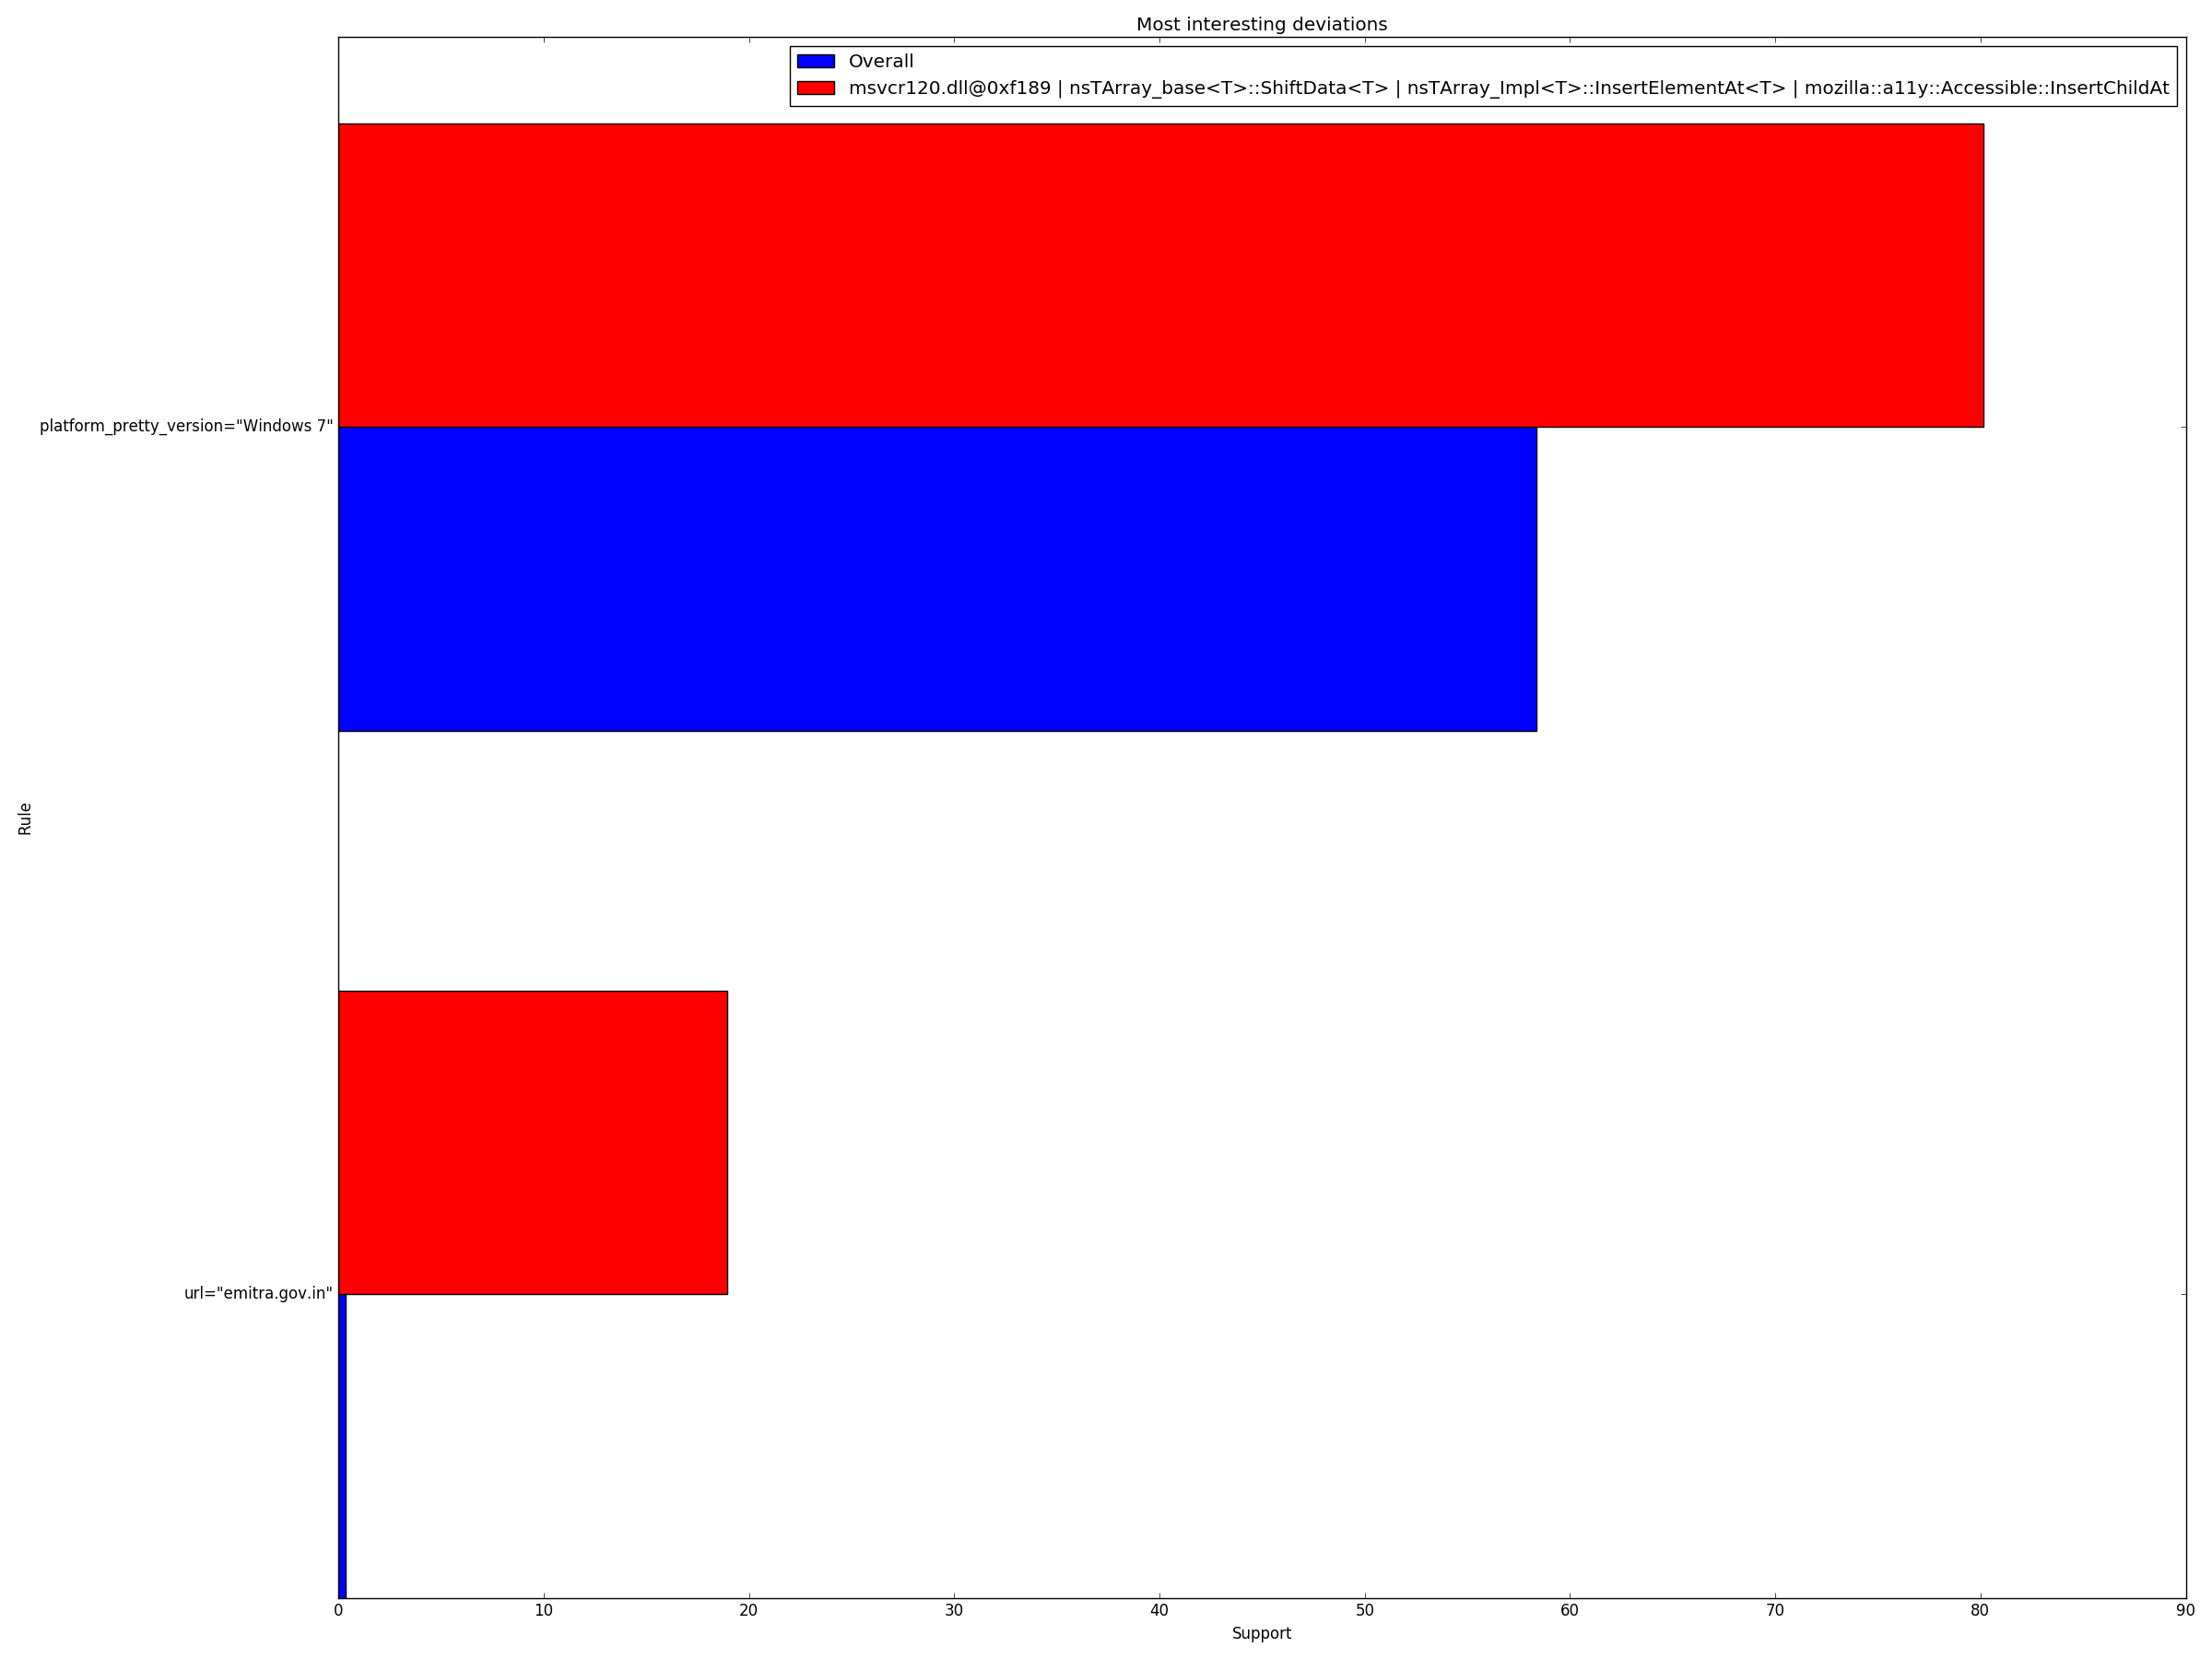 Most interesting deviations
Overall
msvcr120.dll@0xf189 | nsTArray_base<T>::ShiftData<T> | nsTArray_Impl<T>::InsertElementAt<T> | mozilla::a11y::Accessible::InsertChildAt
platform_pretty_version="Windows 7"
Rule
url="emitra.gov.in"
0 10 20 30 40 50 60 70 80 90
Support